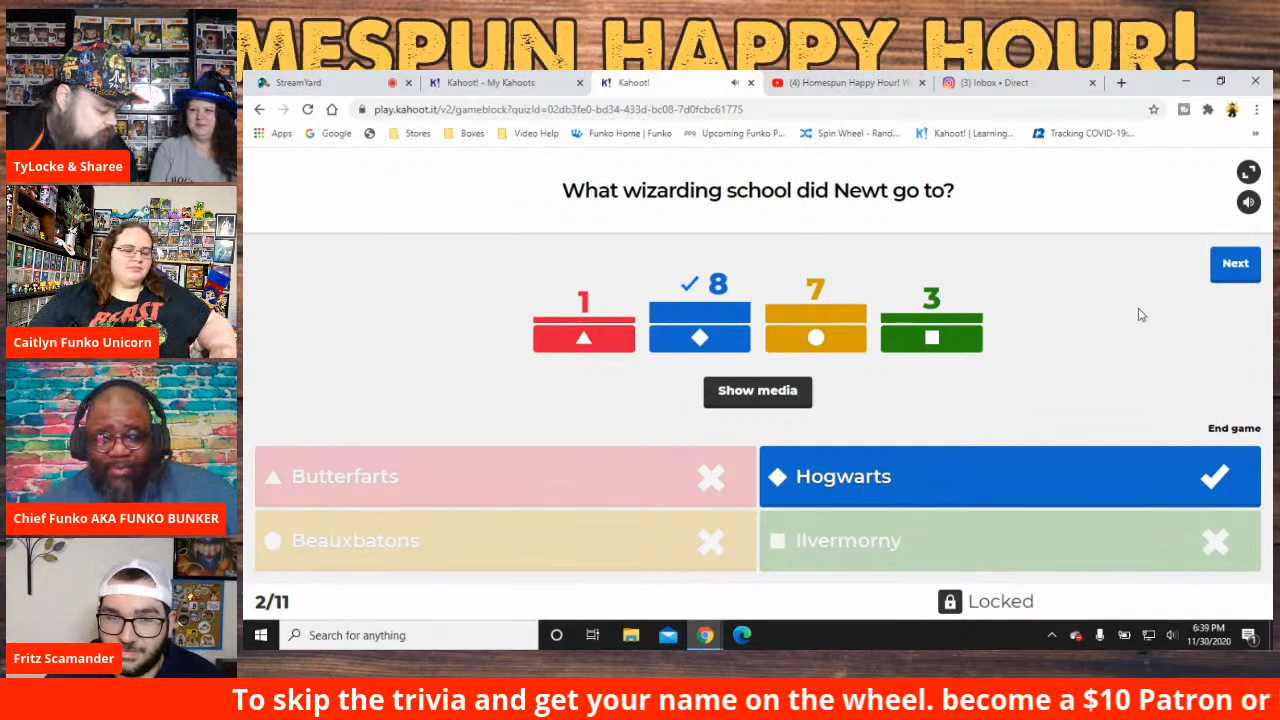 MESPUN HAPPY HOUR!
StreamYard
Kahoot! - My Kahoots
Kahoot!
(4) Homespun Happy Hour! W
(3) Inbox • Direct
play.kahoot.it/v2/gameblock?quizId=02db3fe0-bd34-433d-bc08-7d0fcbc61775
Apps
Google
Stores
Boxes
Video Help
Funko Home | Funko
Upcoming Funko P...
Spin Wheel - Rand...
Kahoot! | Learning...
Tracking COVID-19:...
What wizarding school did Newt go to?
Next
1
8
7
3
Show media
End game
Butterfarts
Hogwarts
Beauxbatons
Ilvermorny
2/11
Locked
Search for anything
6:39 PM
11/30/2020
TyLocke & Sharee
BEAST
Caitlyn Funko Unicorn
Chief Funko AKA FUNKO BUNKER
Fritz Scamander
To skip the trivia and get your name on the wheel. become a $10 Patron or